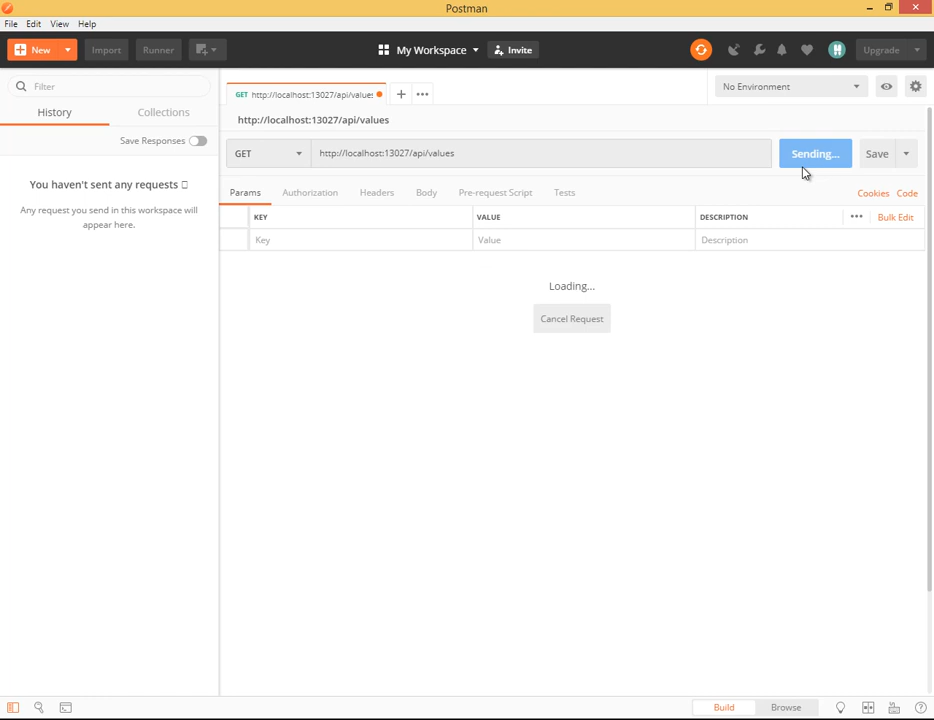 Postman
File Edit View Help
New Import Runner My Workspace Invite Upgrade
Filter
History Collections
Save Responses
You haven't sent any requests
Any request you send in this workspace will
appear here.
GET http://localhost:13027/api/values
No Environment
http://localhost:13027/api/values
GET http://localhost:13027/api/values Sending... Save
Params Authorization Headers Body Pre-request Script Tests Cookies Code
KEY VALUE DESCRIPTION Bulk Edit
Key Value Description
Loading...
Cancel Request
Build Browse